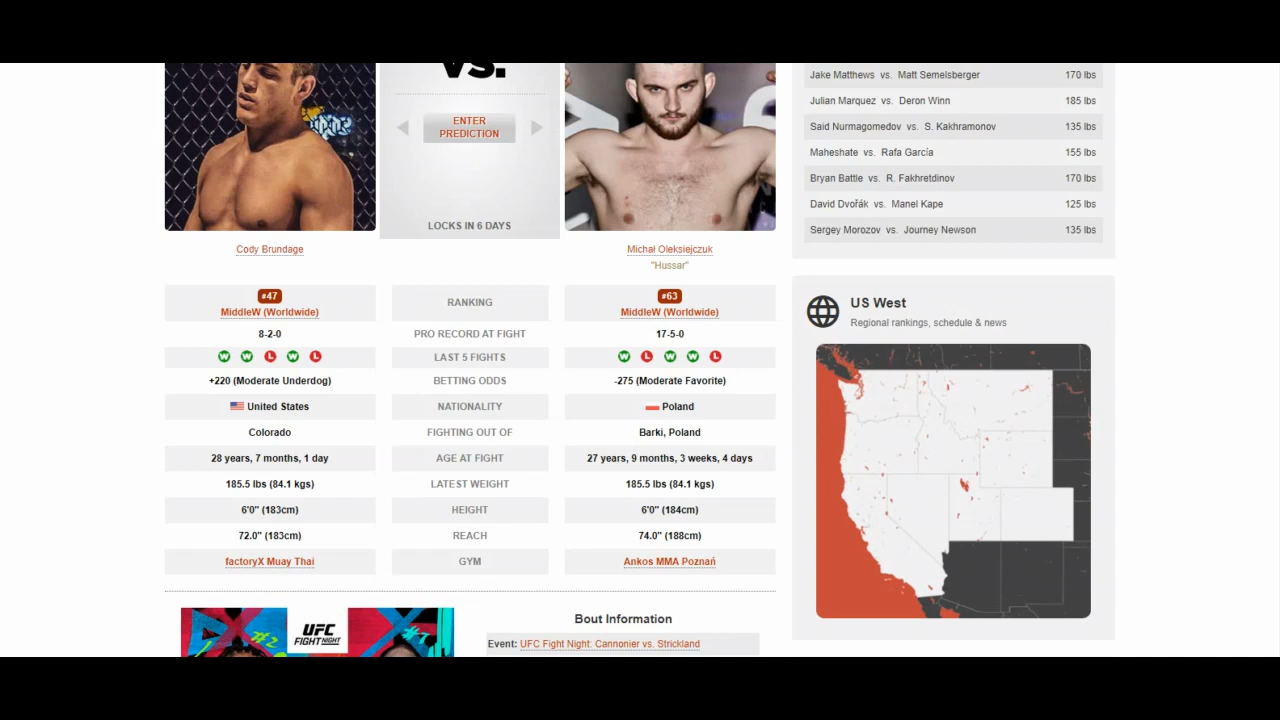 VS.
ENTER
PREDICTION
LOCKS IN 6 DAYS
Cody Brundage
Michał Oleksiejczuk
"Hussar"
#47 RANKING #63
MiddleW (Worldwide) MiddleW (Worldwide)
8-2-0 PRO RECORD AT FIGHT 17-5-0
W W L W L LAST 5 FIGHTS W L W W L
+220 (Moderate Underdog) BETTING ODDS -275 (Moderate Favorite)
United States NATIONALITY Poland
Colorado FIGHTING OUT OF Barki, Poland
28 years, 7 months, 1 day AGE AT FIGHT 27 years, 9 months, 3 weeks, 4 days
185.5 lbs (84.1 kgs) LATEST WEIGHT 185.5 lbs (84.1 kgs)
6'0" (183cm) HEIGHT 6'0" (184cm)
72.0" (183cm) REACH 74.0" (188cm)
factoryX Muay Thai GYM Ankos MMA Poznań
UFC
FIGHT NIGHT
#2
#7
Bout Information
Event: UFC Fight Night: Cannonier vs. Strickland
Jake Matthews vs. Matt Semelsberger 170 lbs
Julian Marquez vs. Deron Winn 185 lbs
Said Nurmagomedov vs. S. Kakhramonov 135 lbs
Maheshate vs. Rafa García 155 lbs
Bryan Battle vs. R. Fakhretdinov 170 lbs
David Dvořák vs. Manel Kape 125 lbs
Sergey Morozov vs. Journey Newson 135 lbs
US West
Regional rankings, schedule & news